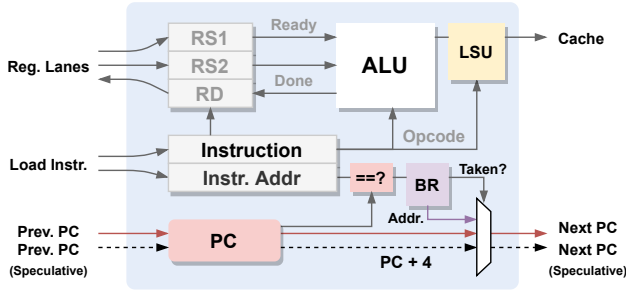 RS1
Ready
RS2
RD
Done
ALU
LSU
Cache
Reg. Lanes
Opcode
Load Instr.
Instruction
Instr. Addr
==?
BR
Taken?
Addr.
Prev. PC
Prev. PC
(Speculative)
PC
PC + 4
Next PC
Next PC
(Speculative)